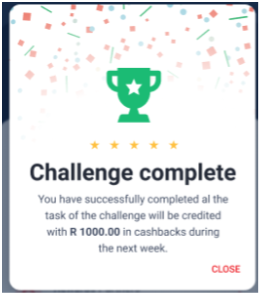 Challenge complete
You have successfully completed al the
task of the challenge will be credited
with R 1000.00 in cashbacks during
the next week.
CLOSE